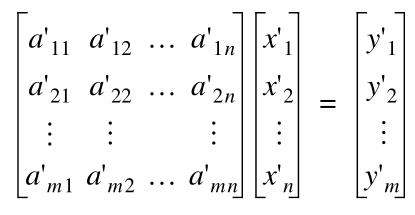 a'₁₁ a'₁₂ … a'₁ₙ x'₁ y'₁
a'₂₁ a'₂₂ … a'₂ₙ x'₂ = y'₂
⋮ ⋮ ⋮ ⋮ ⋮
a'ₘ₁ a'ₘ₂ … a'ₘₙ x'ₙ y'ₘ